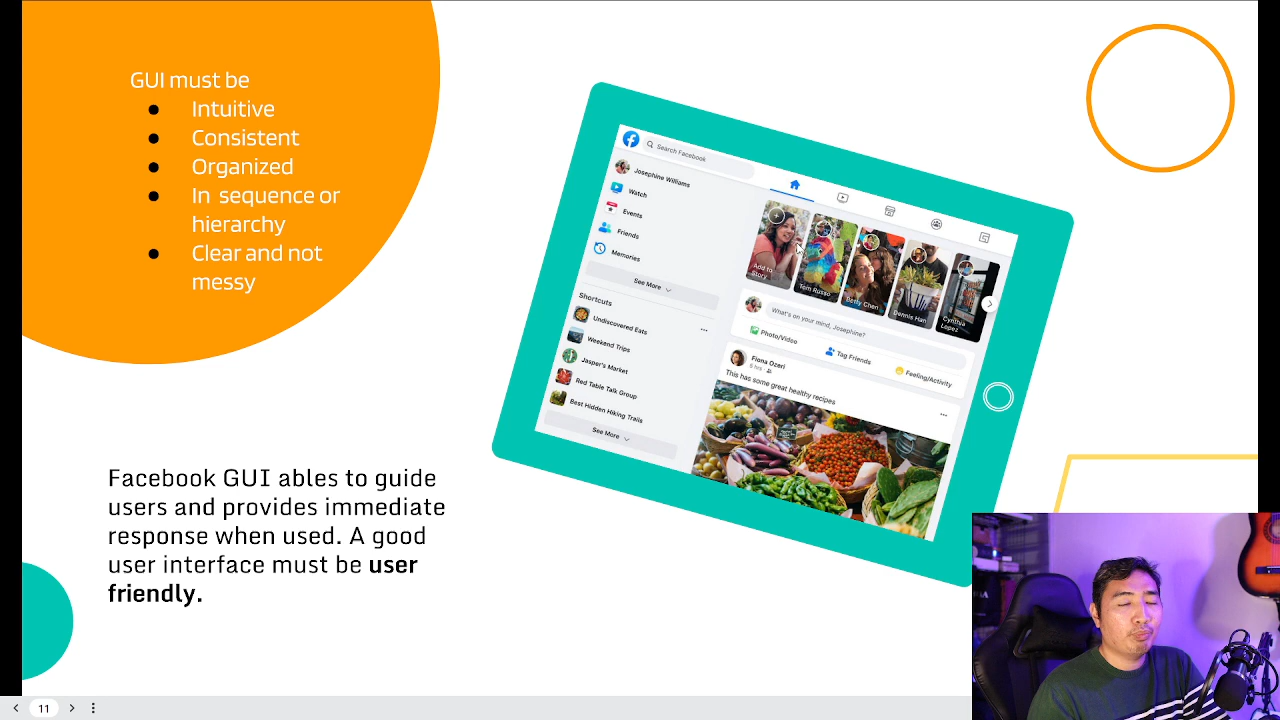 GUI must be
● Intuitive
● Consistent
● Organized
● In sequence or
hierarchy
● Clear and not
messy
Facebook GUI ables to guide
users and provides immediate
response when used. A good
user interface must be user
friendly.
Search Facebook
Josephine Williams
Watch
Events
Friends
Memories
See More
Shortcuts
Undiscovered Eats
Weekend Trips
Jasper's Market
Red Table Talk Group
Best Hidden Hiking Trails
See More
Add to
Story
Tom Russo
Betty Chen
Dennis Han
Cynthia
Lopez
What's on your mind, Josephine?
Photo/Video
Tag Friends
Feeling/Activity
Fiona Ozeri
5 hrs
This has some great healthy recipes
11